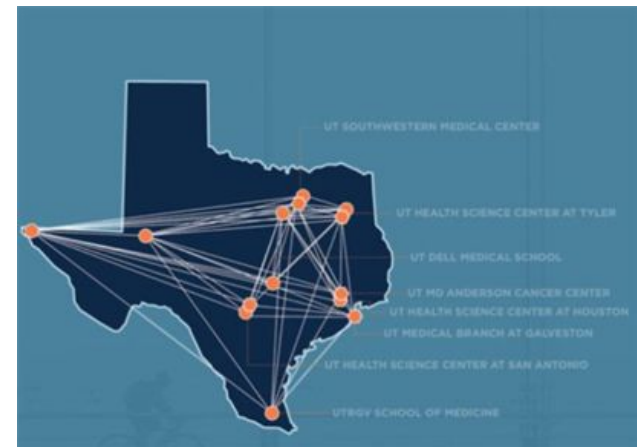 UT SOUTHWESTERN MEDICAL CENTER
UT HEALTH SCIENCE CENTER AT TYLER
UT DELL MEDICAL SCHOOL
UT MD ANDERSON CANCER CENTER
UT HEALTH SCIENCE CENTER AT HOUSTON
UT MEDICAL BRANCH AT GALVESTON
UT HEALTH SCIENCE CENTER AT SAN ANTONIO
UTRGV SCHOOL OF MEDICINE